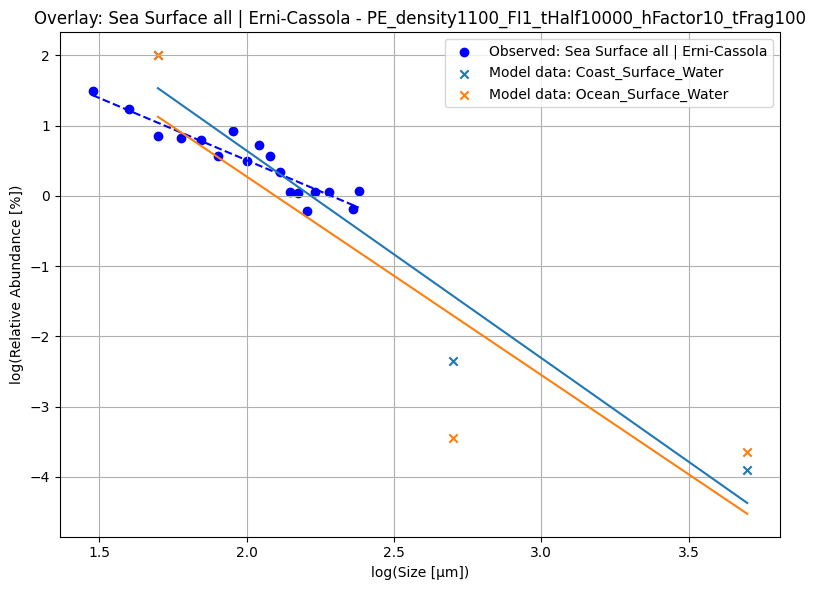 Overlay: Sea Surface all | Erni-Cassola - PE_density1100_FI1_tHalf10000_hFactor10_tFrag100
Observed: Sea Surface all | Erni-Cassola
Model data: Coast_Surface_Water
Model data: Ocean_Surface_Water
2
1
0
−1
−2
−3
−4
log(Relative Abundance [%])
1.5 2.0 2.5 3.0 3.5
log(Size [µm])